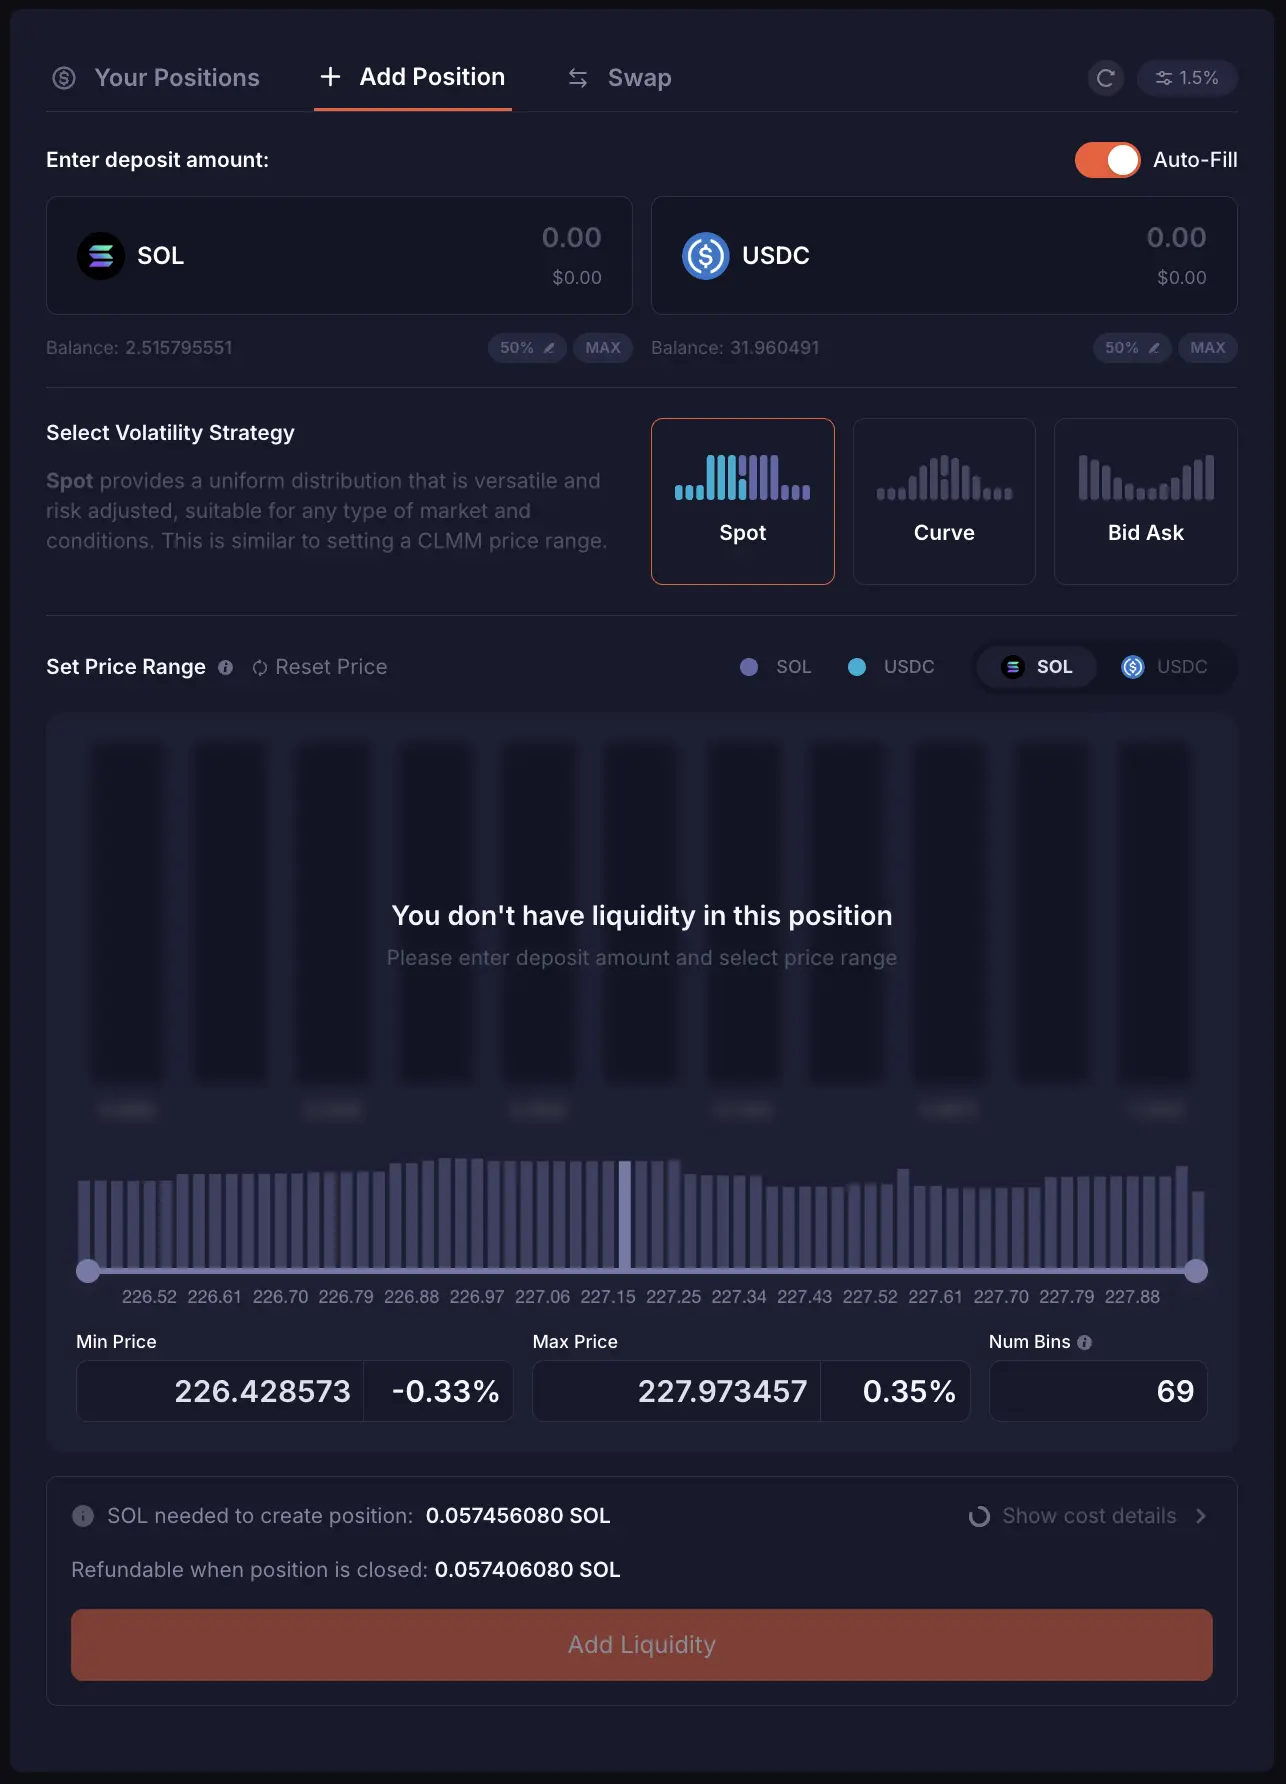 Your Positions
Add Position
Swap
1.5%
Enter deposit amount:
Auto-Fill
SOL
0.00
$0.00
USDC
0.00
$0.00
Balance: 2.515795551
50%
MAX
Balance: 31.960491
50%
MAX
Select Volatility Strategy
Spot provides a uniform distribution that is versatile and
risk adjusted, suitable for any type of market and
conditions. This is similar to setting a CLMM price range.
Spot
Curve
Bid Ask
Set Price Range
Reset Price
SOL
USDC
SOL
USDC
You don't have liquidity in this position
Please enter deposit amount and select price range
226.52 226.61 226.70 226.79 226.88 226.97 227.06 227.15 227.25 227.34 227.43 227.52 227.61 227.70 227.79 227.88
Min Price
226.428573
-0.33%
Max Price
227.973457
0.35%
Num Bins
69
SOL needed to create position: 0.057456080 SOL
Show cost details
Refundable when position is closed: 0.057406080 SOL
Add Liquidity